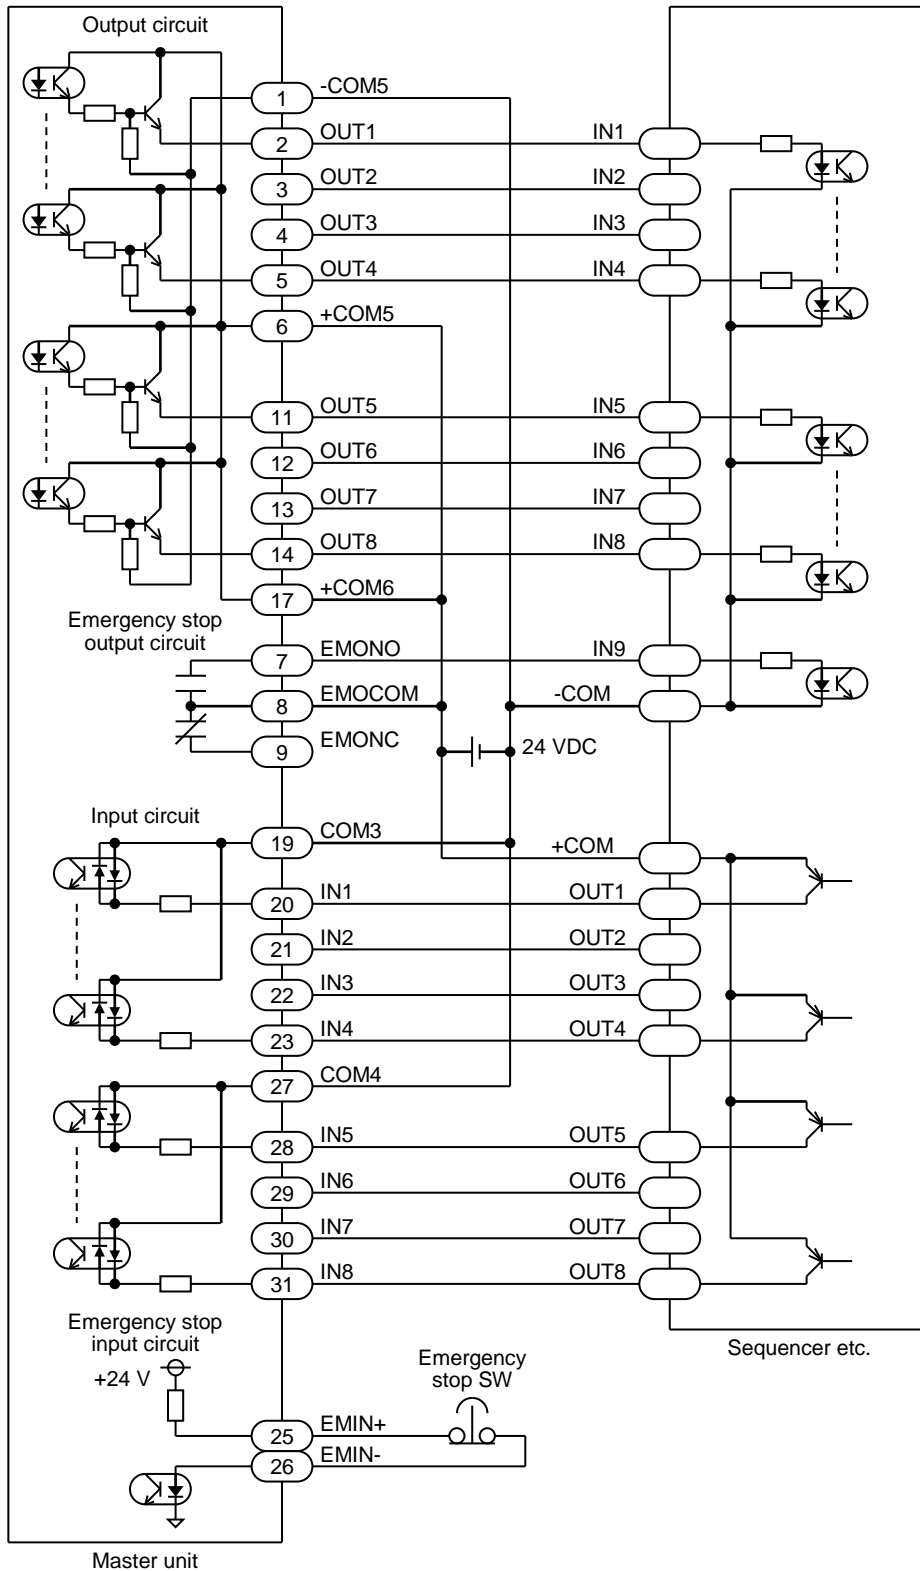 Output circuit
1 -COM5
2 OUT1 IN1
3 OUT2 IN2
4 OUT3 IN3
5 OUT4 IN4
6 +COM5
11 OUT5 IN5
12 OUT6 IN6
13 OUT7 IN7
14 OUT8 IN8
17 +COM6
Emergency stop
output circuit
7 EMONO IN9
8 EMOCOM -COM
9 EMONC 24 VDC
Input circuit
19 COM3 +COM
20 IN1 OUT1
21 IN2 OUT2
22 IN3 OUT3
23 IN4 OUT4
27 COM4
28 IN5 OUT5
29 IN6 OUT6
30 IN7 OUT7
31 IN8 OUT8
Sequencer etc.
Emergency stop
input circuit
+24 V
Emergency
stop SW
25 EMIN+
26 EMIN-
Master unit